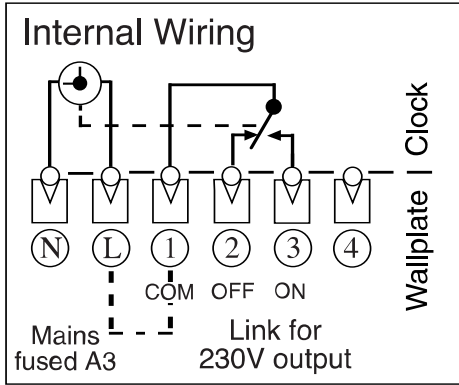 Internal Wiring
Clock
Wallplate
N L 1 2 3 4
COM OFF ON
Mains
fused A3
Link for
230V output